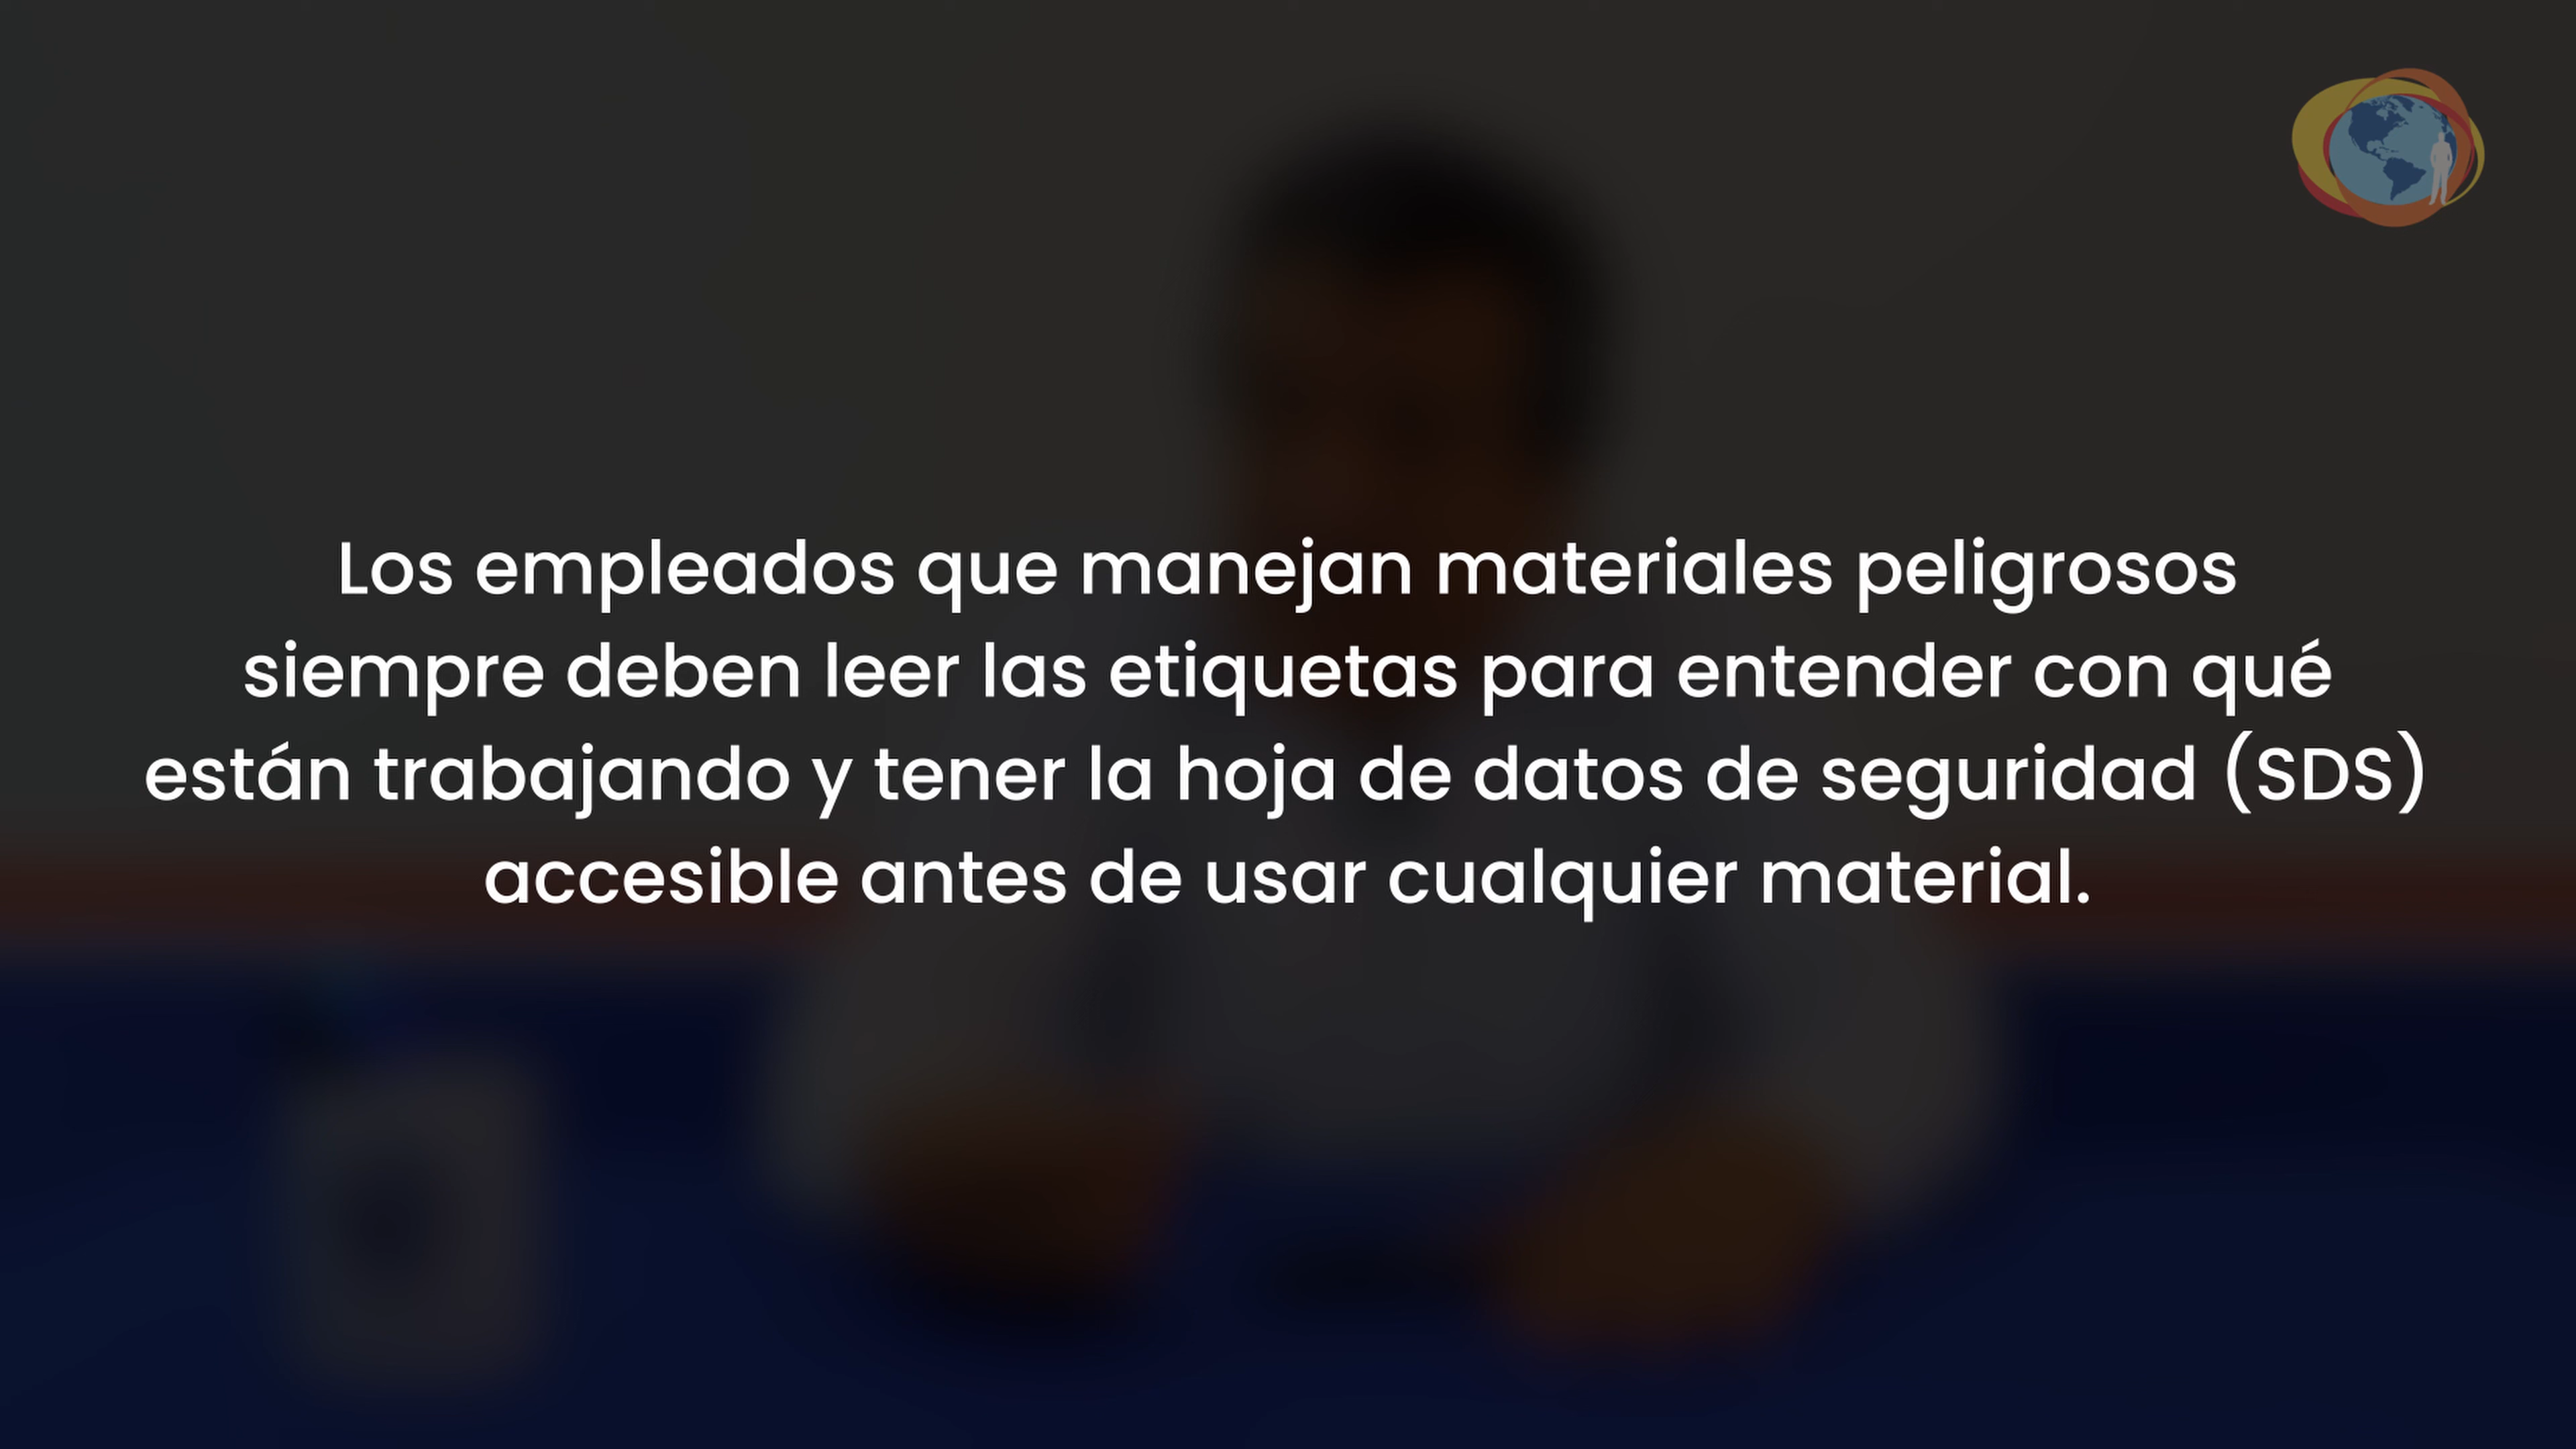 Los empleados que manejan materiales peligrosos
siempre deben leer las etiquetas para entender con qué
están trabajando y tener la hoja de datos de seguridad (SDS)
accesible antes de usar cualquier material.